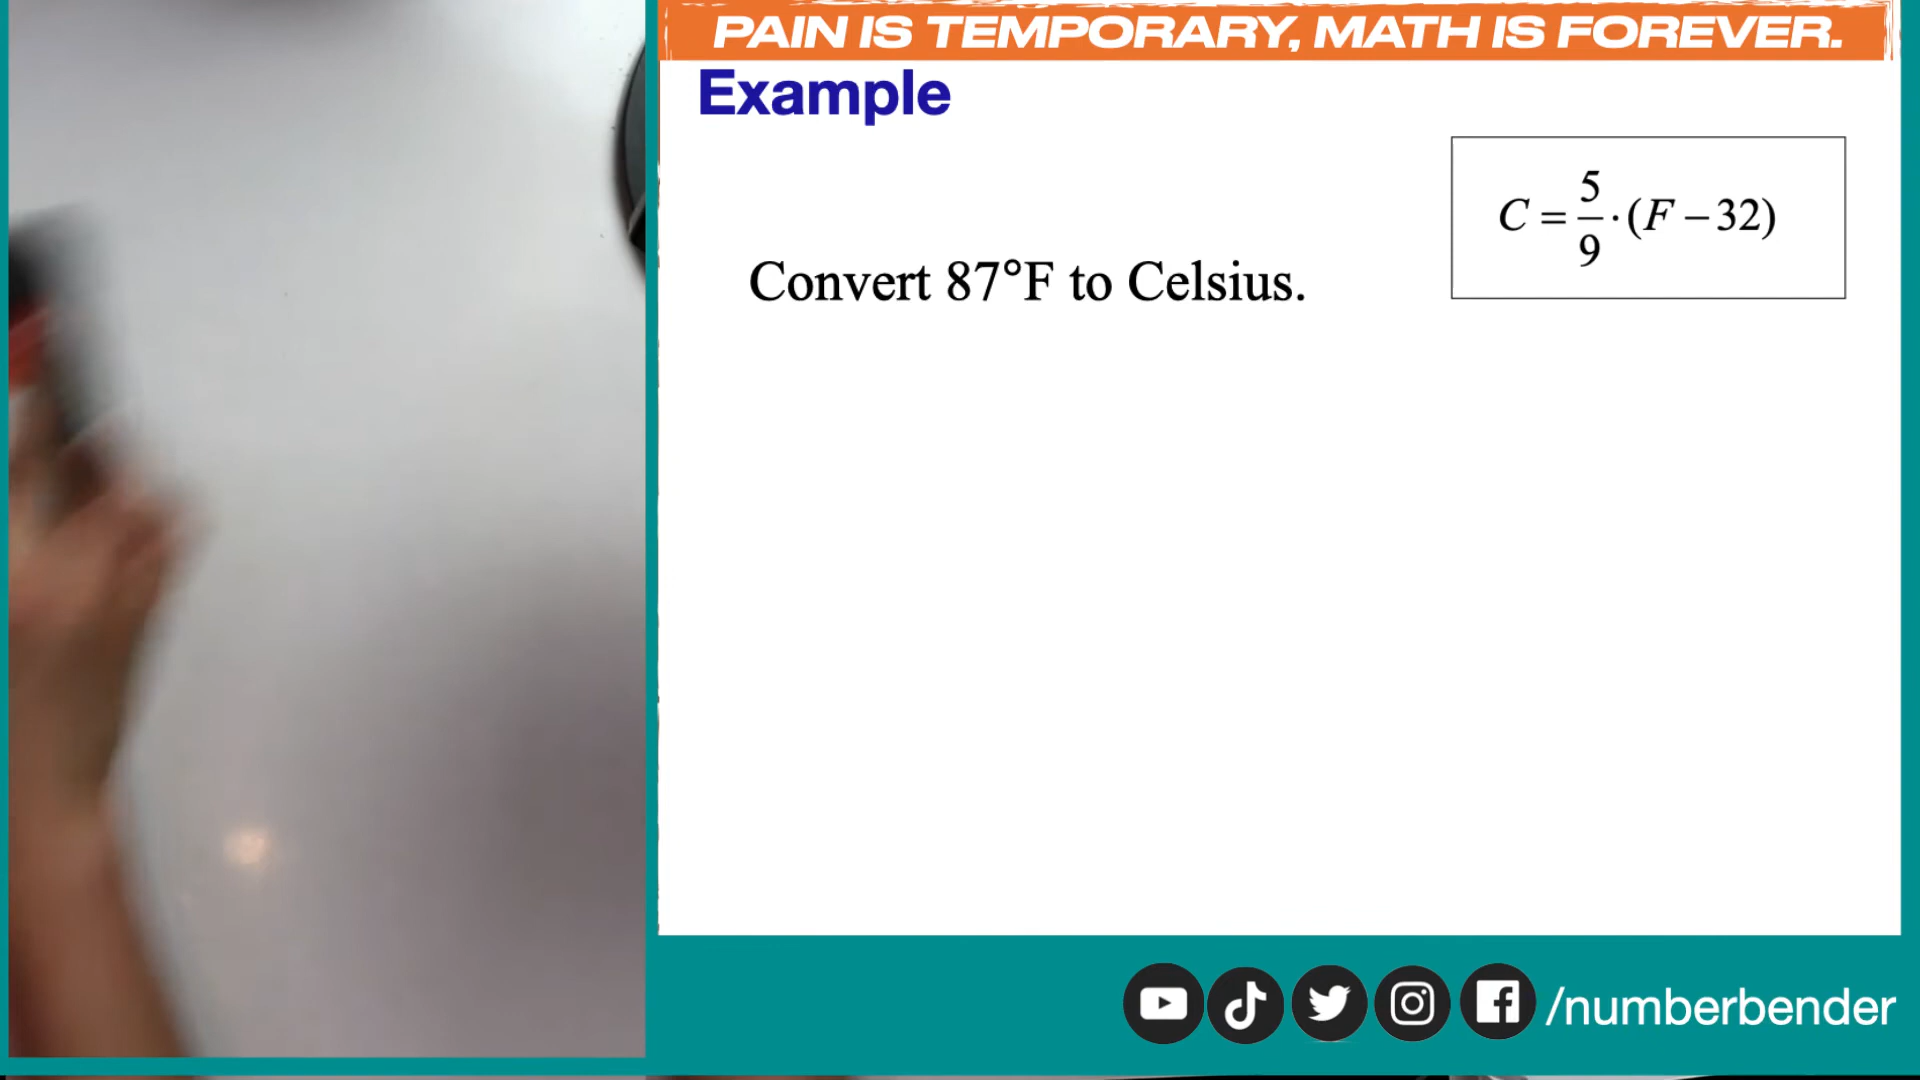 PAIN IS TEMPORARY, MATH IS FOREVER.
Example
C = 5/9 · (F – 32)
Convert 87°F to Celsius.
/numberbender